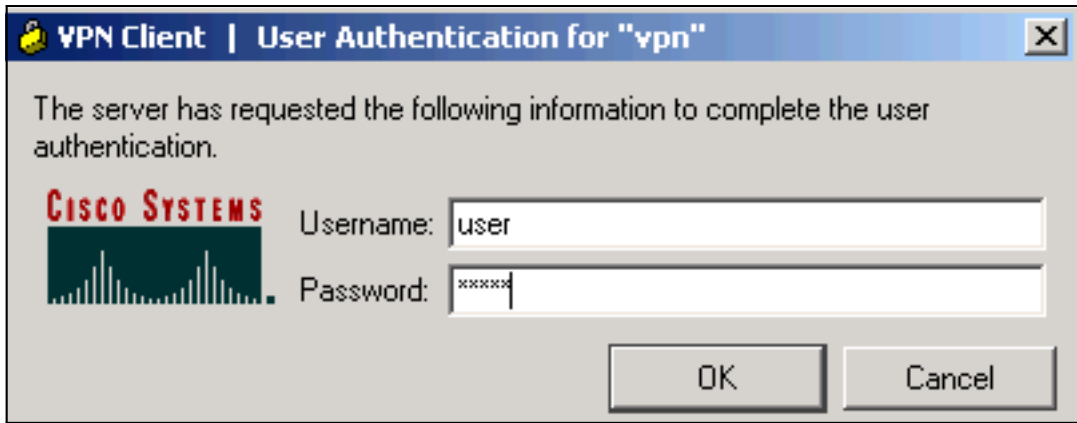 VPN Client | User Authentication for "vpn"
The server has requested the following information to complete the user
authentication.
CISCO SYSTEMS
Username: user
Password: *****
OK Cancel